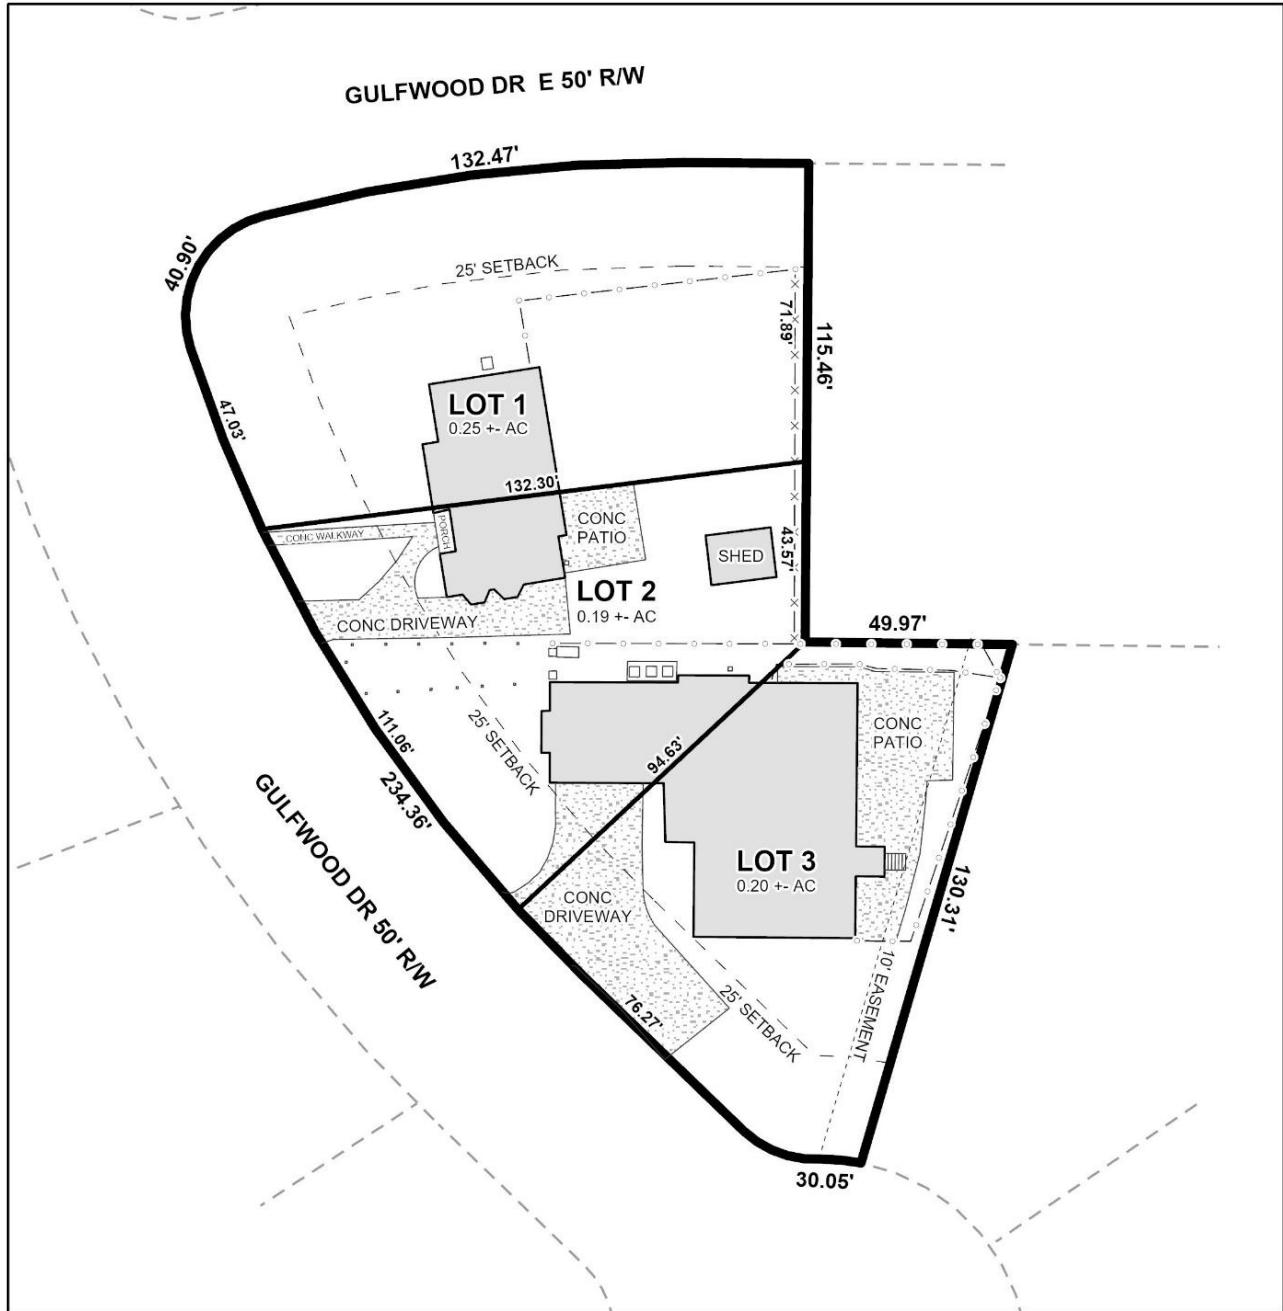 GULFWOOD DR E 50' R/W
132.47'
40.90'
25' SETBACK
71.89'
115.46'
47.03'
LOT 1
0.25 +- AC
132.30'
CONC WALKWAY
PORCH
CONC
PATIO
SHED
43.57'
LOT 2
0.19 +- AC
CONC DRIVEWAY
49.97'
111.06'
234.36'
25' SETBACK
94.63'
CONC
PATIO
GULFWOOD DR 50' R/W
LOT 3
0.20 +- AC
CONC
DRIVEWAY
130.31'
76.27'
25' SETBACK
10' EASEMENT
30.05'